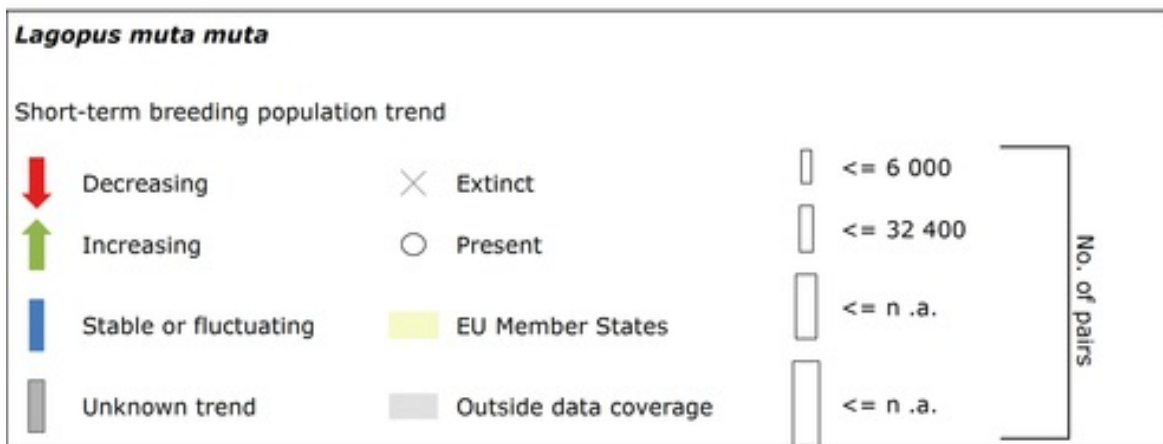 Lagopus muta muta
Short-term breeding population trend
Decreasing
Extinct
<= 6 000
Increasing
Present
<= 32 400
Stable or fluctuating
EU Member States
<= n .a.
Unknown trend
Outside data coverage
<= n .a.
No. of pairs